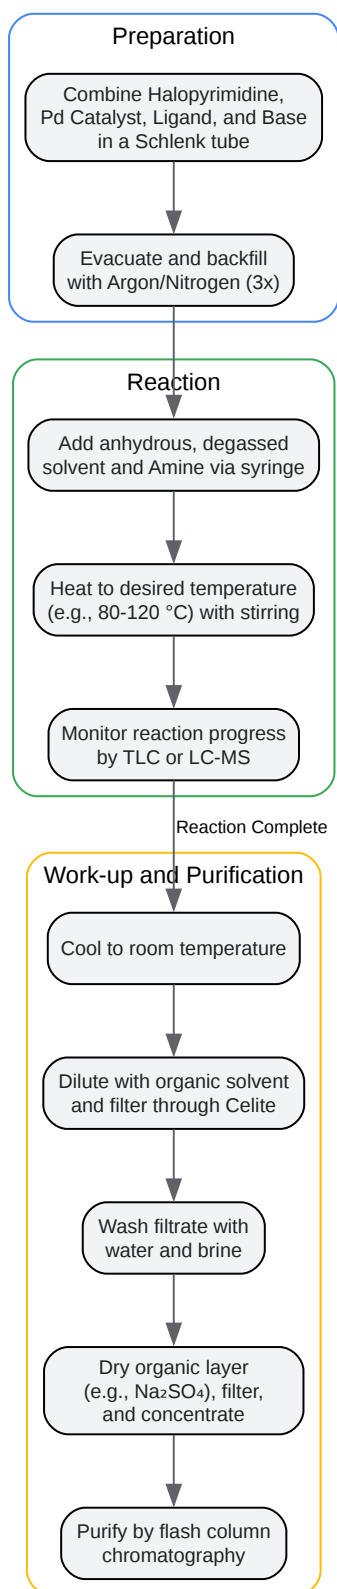 Preparation
Combine Halopyrimidine,
Pd Catalyst, Ligand, and Base
in a Schlenk tube
Evacuate and backfill
with Argon/Nitrogen (3x)
Reaction
Add anhydrous, degassed
solvent and Amine via syringe
Heat to desired temperature
(e.g., 80-120 °C) with stirring
Monitor reaction progress
by TLC or LC-MS
Reaction Complete
Work-up and Purification
Cool to room temperature
Dilute with organic solvent
and filter through Celite
Wash filtrate with
water and brine
Dry organic layer
(e.g., Na₂SO₄), filter,
and concentrate
Purify by flash column
chromatography